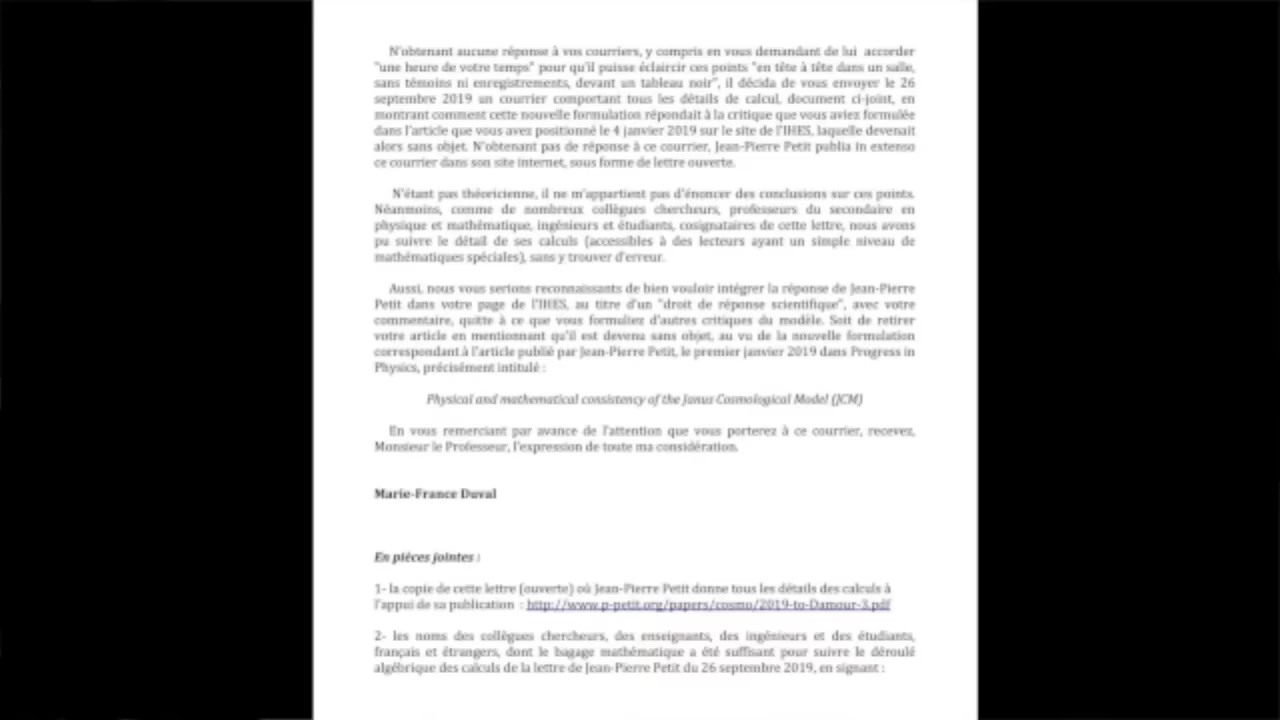 N'obtenant aucune réponse à vos courriers, y compris en vous demandant de lui accorder
"une heure de votre temps" pour qu'il puisse éclaircir ces points "en tête à tête dans un salle,
sans témoins ni enregistrements, devant un tableau noir", il décida de vous envoyer le 26
septembre 2019 un courrier comportant tous les détails de calcul, document ci-joint, en
montrant comment cette nouvelle formulation répondait à la critique que vous aviez formulée
dans l'article que vous avez positionné le 4 janvier 2019 sur le site de l'IHES, laquelle devenait
alors sans objet. N'obtenant pas de réponse à ce courrier, Jean-Pierre Petit publia in extenso
ce courrier dans son site internet, sous forme de lettre ouverte.
N'étant pas théoricienne, il ne m'appartient pas d'énoncer des conclusions sur ces points.
Néanmoins, comme de nombreux collègues chercheurs, professeurs du secondaire en
physique et mathématique, ingénieurs et étudiants, cosignataires de cette lettre, nous avons
pu suivre le détail de ses calculs (accessibles à des lecteurs ayant un simple niveau de
mathématiques spéciales), sans y trouver d'erreur.
Aussi, nous vous serions reconnaissants de bien vouloir intégrer la réponse de Jean-Pierre
Petit dans votre page de l'IHES, au titre d'un "droit de réponse scientifique", avec votre
commentaire, quitte à ce que vous formuliez d'autres critiques du modèle. Soit de retirer
votre article en mentionnant qu'il est devenu sans objet, au vu de la nouvelle formulation
correspondant à l'article publié par Jean-Pierre Petit, le premier janvier 2019 dans Progress in
Physics, précisément intitulé :
Physical and mathematical consistency of the Janus Cosmological Model (JCM)
En vous remerciant par avance de l'attention que vous porterez à ce courrier, recevez,
Monsieur le Professeur, l'expression de toute ma considération.
Marie-France Duval
En pièces jointes :
1- la copie de cette lettre (ouverte) où Jean-Pierre Petit donne tous les détails des calculs à
l'appui de sa publication : http://www.p-petit.org/papers/cosmo/2019-to-Damour-3.pdf
2- les noms des collègues chercheurs, des enseignants, des ingénieurs et des étudiants,
français et étrangers, dont le bagage mathématique a été suffisant pour suivre le déroulé
algébrique des calculs de la lettre de Jean-Pierre Petit du 26 septembre 2019, en signant :